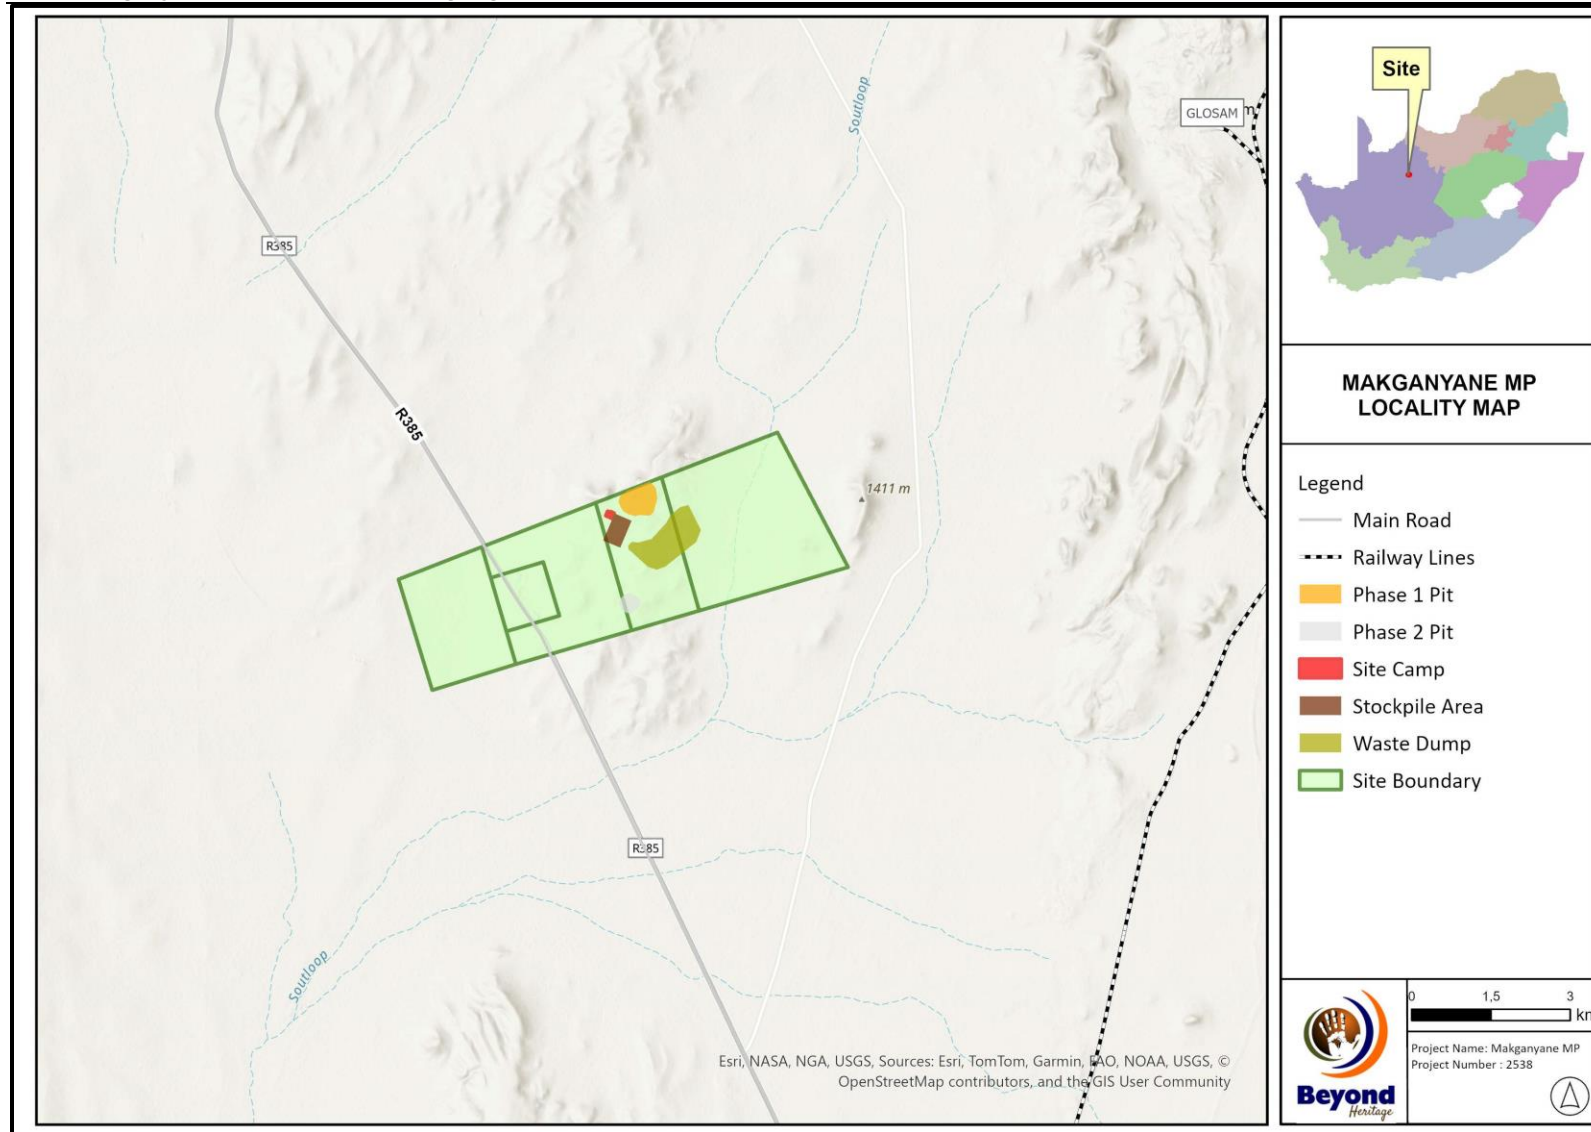 Soutloop
GLOSAM
R385
R385
1411 m
R385
Soutloop
Esri, NASA, NGA, USGS, Sources: Esri, TomTom, Garmin, FAO, NOAA, USGS, ©
OpenStreetMap contributors, and the GIS User Community
Site
MAKGANYANE MP
LOCALITY MAP
Legend
Main Road
Railway Lines
Phase 1 Pit
Phase 2 Pit
Site Camp
Stockpile Area
Waste Dump
Site Boundary
Beyond
Heritage
0 1,5 3
km
Project Name: Makganyane MP
Project Number : 2538